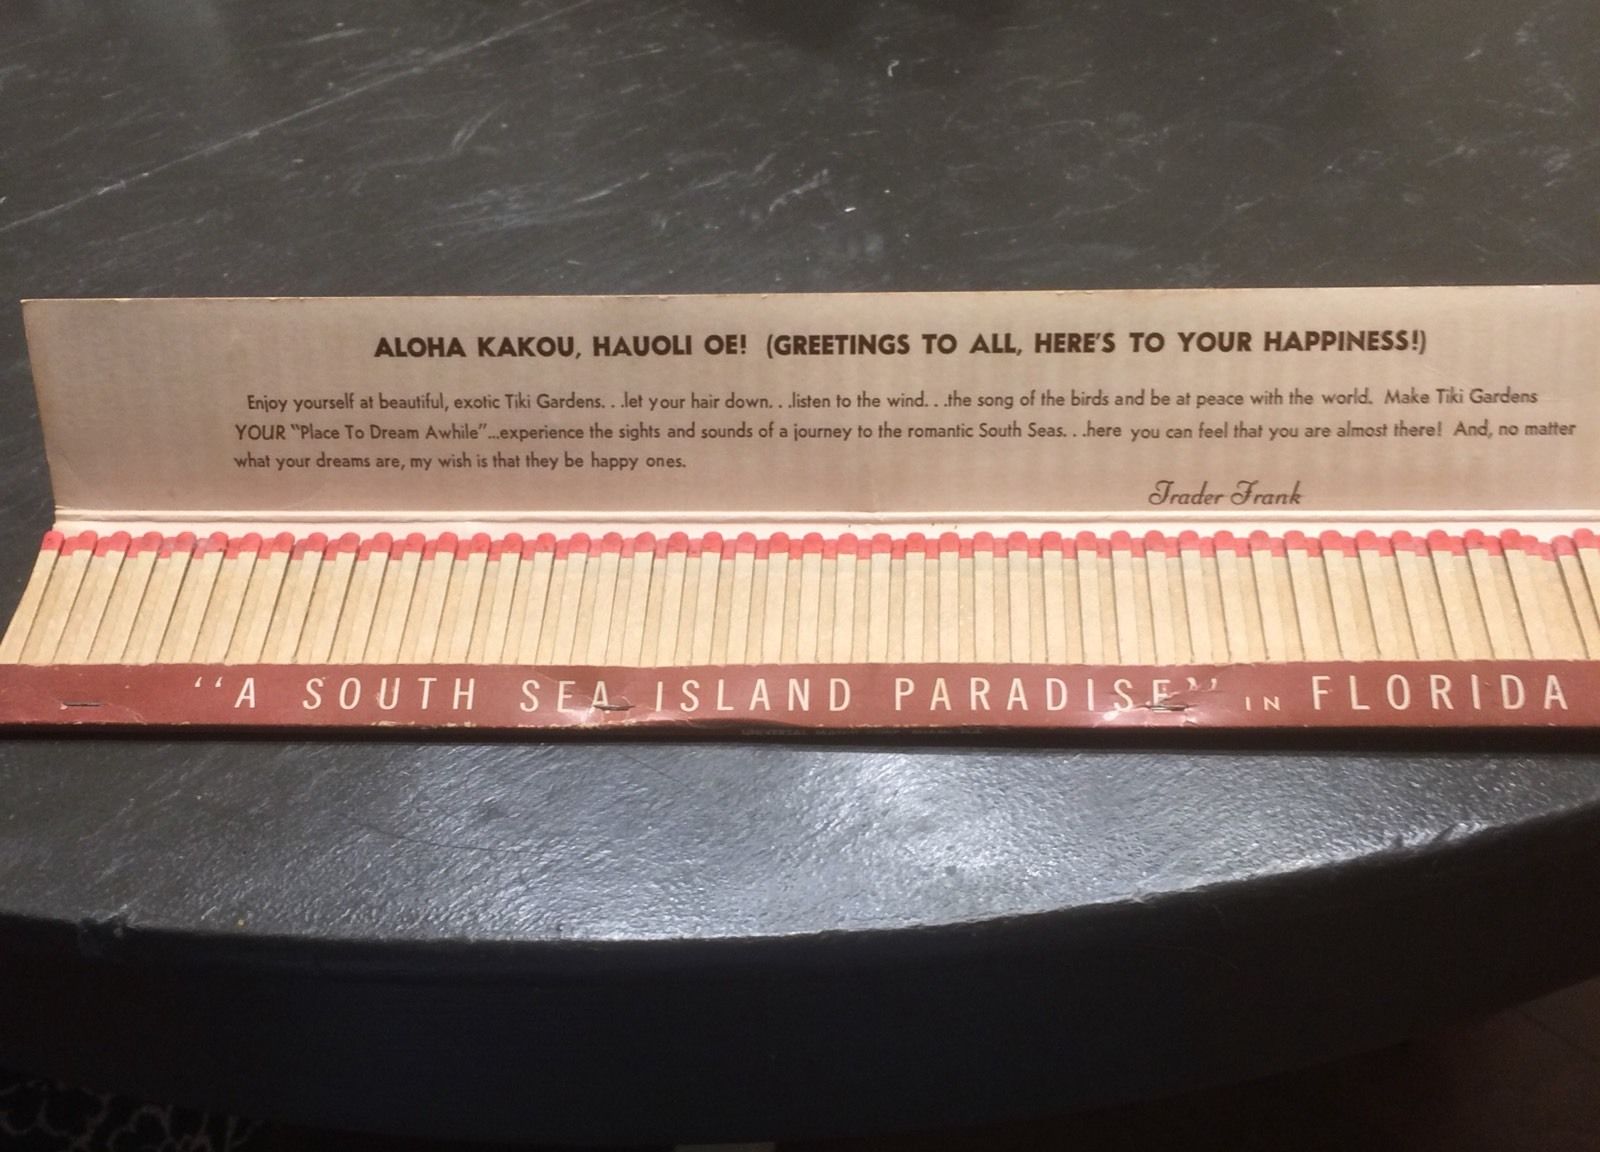 ALOHA KAKOU, HAUOLI OE! (GREETINGS TO ALL, HERE'S TO YOUR HAPPINESS!)
Enjoy yourself at beautiful, exotic Tiki Gardens. . .let your hair down. . .listen to the wind. . .the song of the birds and be at peace with the world. Make Tiki Gardens
YOUR "Place To Dream Awhile"...experience the sights and sounds of a journey to the romantic South Seas. . .here you can feel that you are almost there! And, no matter
what your dreams are, my wish is that they be happy ones.
Trader Frank
"A SOUTH SEA ISLAND PARADISE" IN FLORIDA
UNIVERSAL MATCH CORP. MIAMI